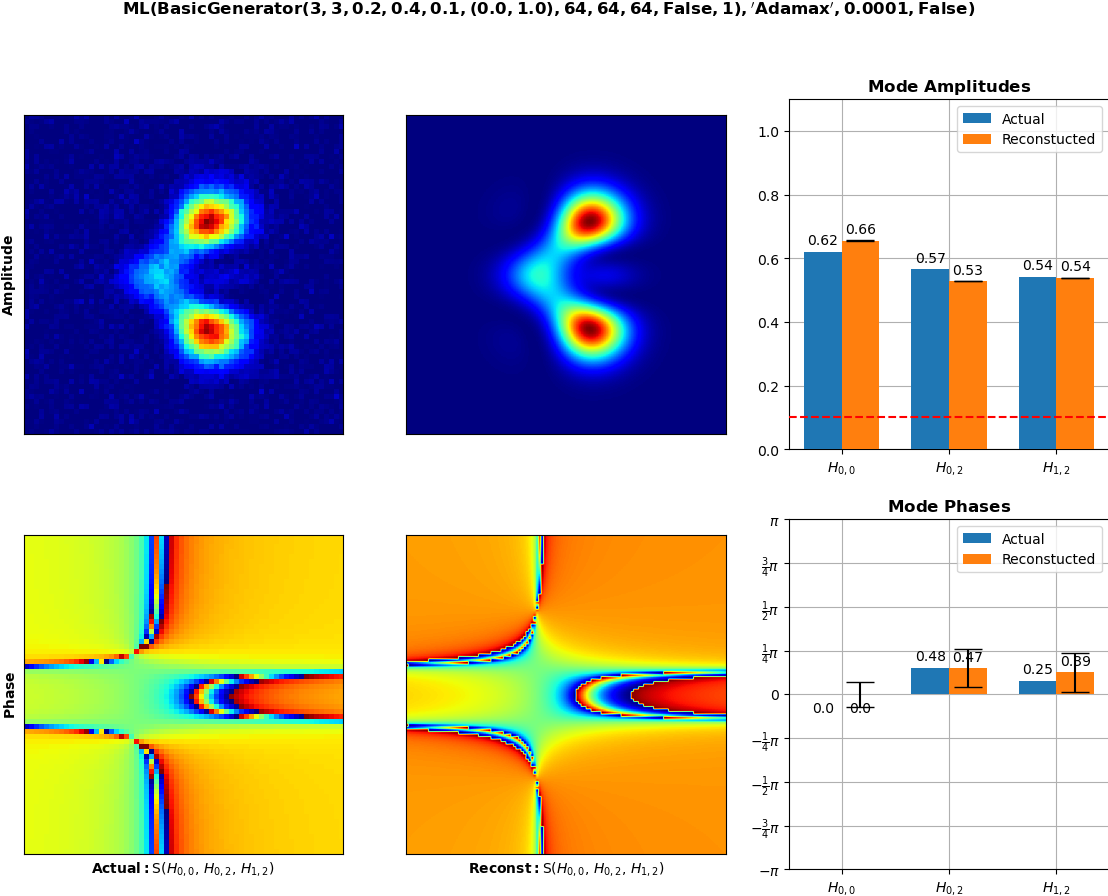 ML(BasicGenerator(3, 3, 0.2, 0.4, 0.1, (0.0, 1.0), 64, 64, 64, False, 1), ′Adamax′, 0.0001, False)
Amplitude
Mode Amplitudes
Actual
Reconstucted
1.0
0.8
0.6
0.4
0.2
0.0
0.62
0.66
0.57
0.53
0.54
0.54
H0,0
H0,2
H1,2
Phase
Actual: S(H0,0, H0,2, H1,2)
Reconst: S(H0,0, H0,2, H1,2)
Mode Phases
Actual
Reconstucted
π
3/4π
1/2π
1/4π
0
−1/4π
−1/2π
−3/4π
−π
0.0
0.0
0.48
0.47
0.25
0.39
H0,0
H0,2
H1,2